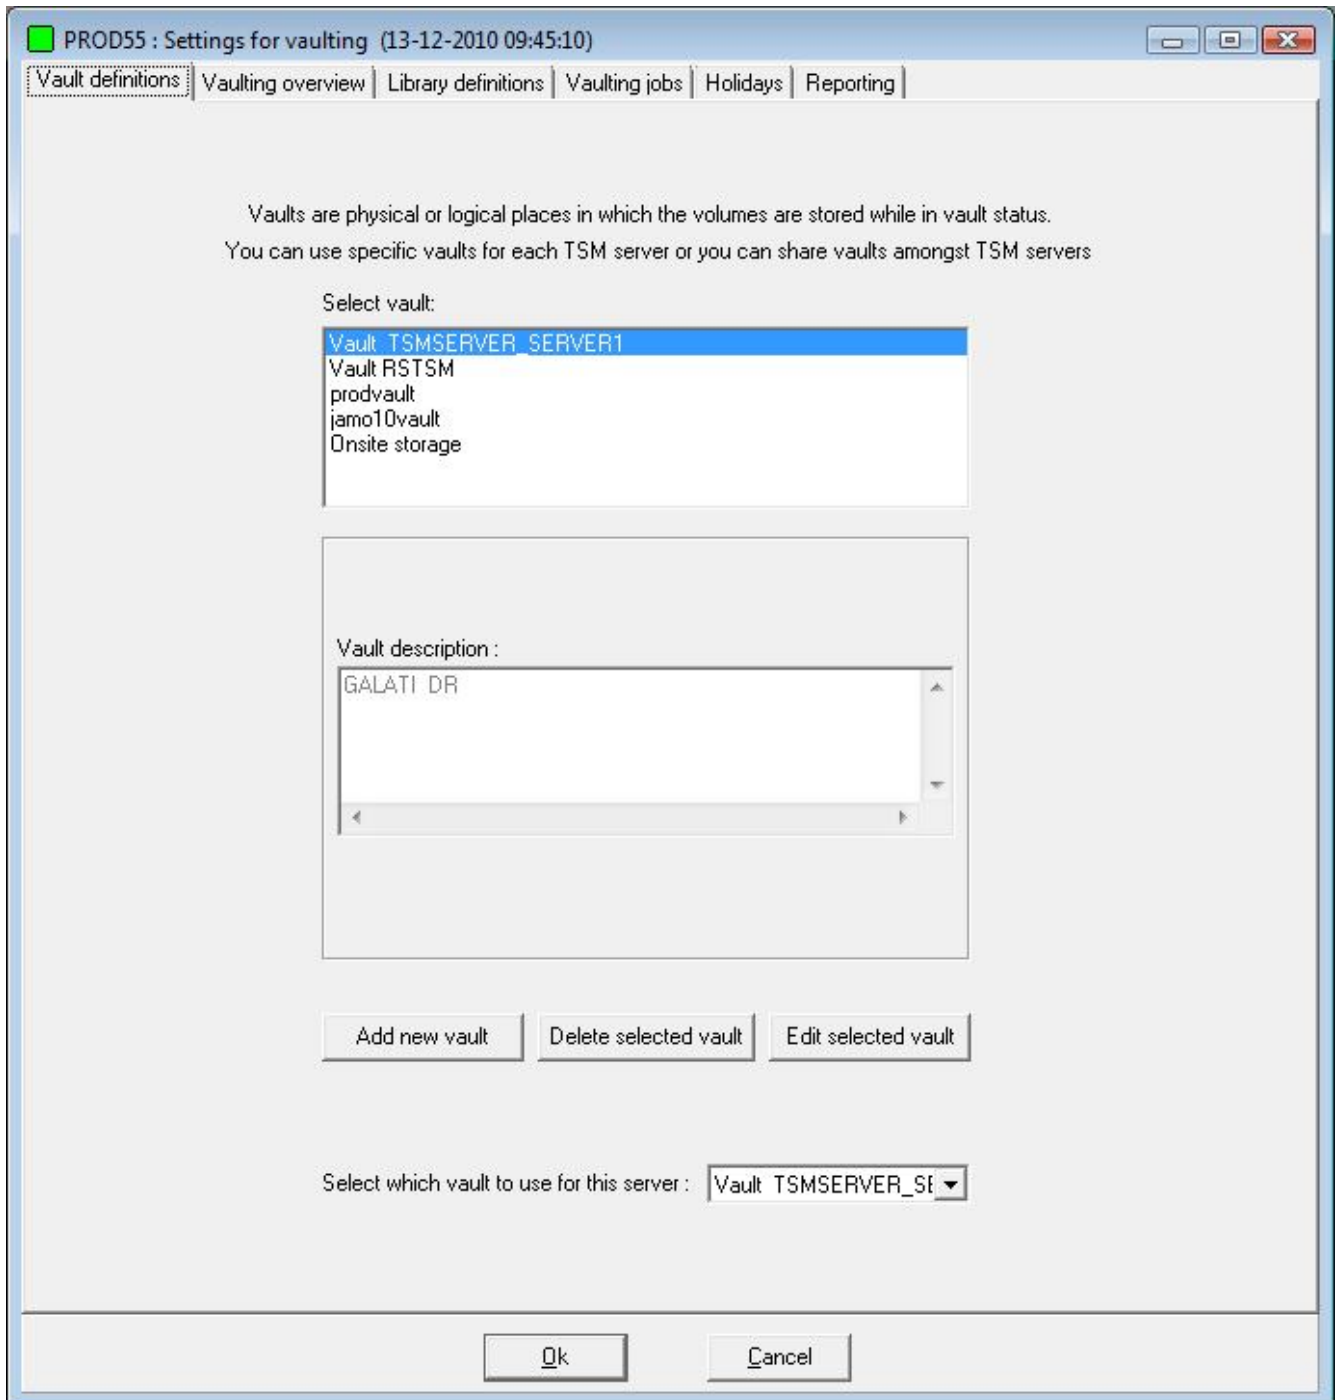 PROD55 : Settings for vaulting (13-12-2010 09:45:10)
Vault definitions Vaulting overview Library definitions Vaulting jobs Holidays Reporting
Vaults are physical or logical places in which the volumes are stored while in vault status.
You can use specific vaults for each TSM server or you can share vaults amongst TSM servers
Select vault:
Vault TSMSERVER_SERVER1
Vault RSTSM
prodvault
jamo10vault
Onsite storage
Vault description :
GALATI DR
Add new vault Delete selected vault Edit selected vault
Select which vault to use for this server : Vault TSMSERVER_SE
Ok Cancel